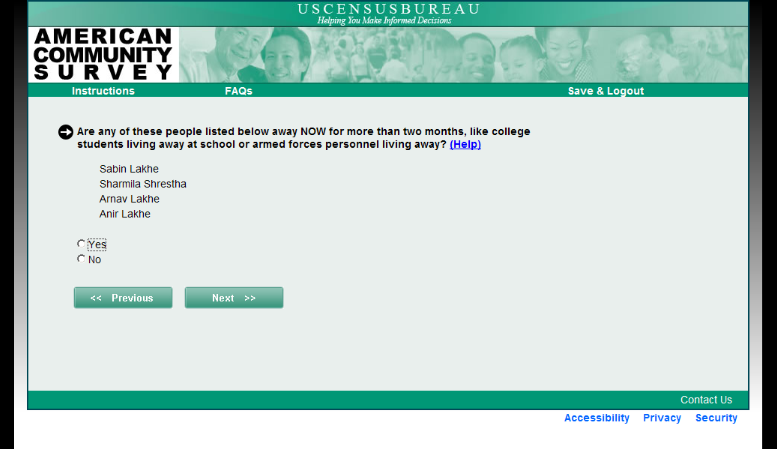 USCENSUSBUREAU
Helping You Make Informed Decisions
AMERICAN
COMMUNITY
SURVEY
Instructions FAQs Save & Logout
Are any of these people listed below away NOW for more than two months, like college
students living away at school or armed forces personnel living away? (Help)
Sabin Lakhe
Sharmila Shrestha
Arnav Lakhe
Anir Lakhe
Yes
No
<< Previous Next >>
Contact Us
Accessibility Privacy Security